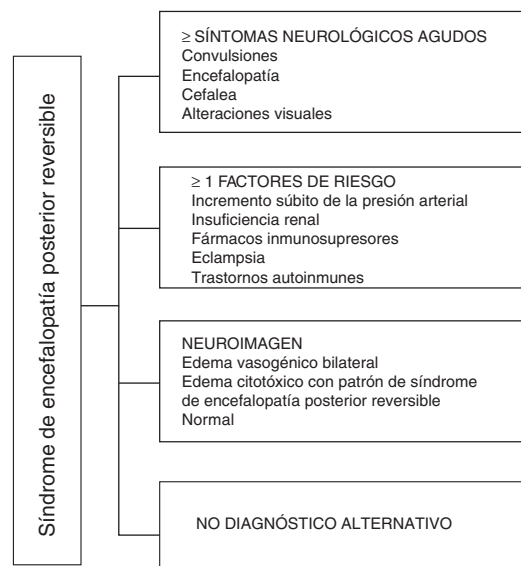 Síndrome de encefalopatía posterior reversible
≥ SÍNTOMAS NEUROLÓGICOS AGUDOS
Convulsiones
Encefalopatía
Cefalea
Alteraciones visuales
≥ 1 FACTORES DE RIESGO
Incremento súbito de la presión arterial
Insuficiencia renal
Fármacos inmunosupresores
Eclampsia
Trastornos autoinmunes
NEUROIMAGEN
Edema vasogénico bilateral
Edema citotóxico con patrón de síndrome
de encefalopatía posterior reversible
Normal
NO DIAGNÓSTICO ALTERNATIVO